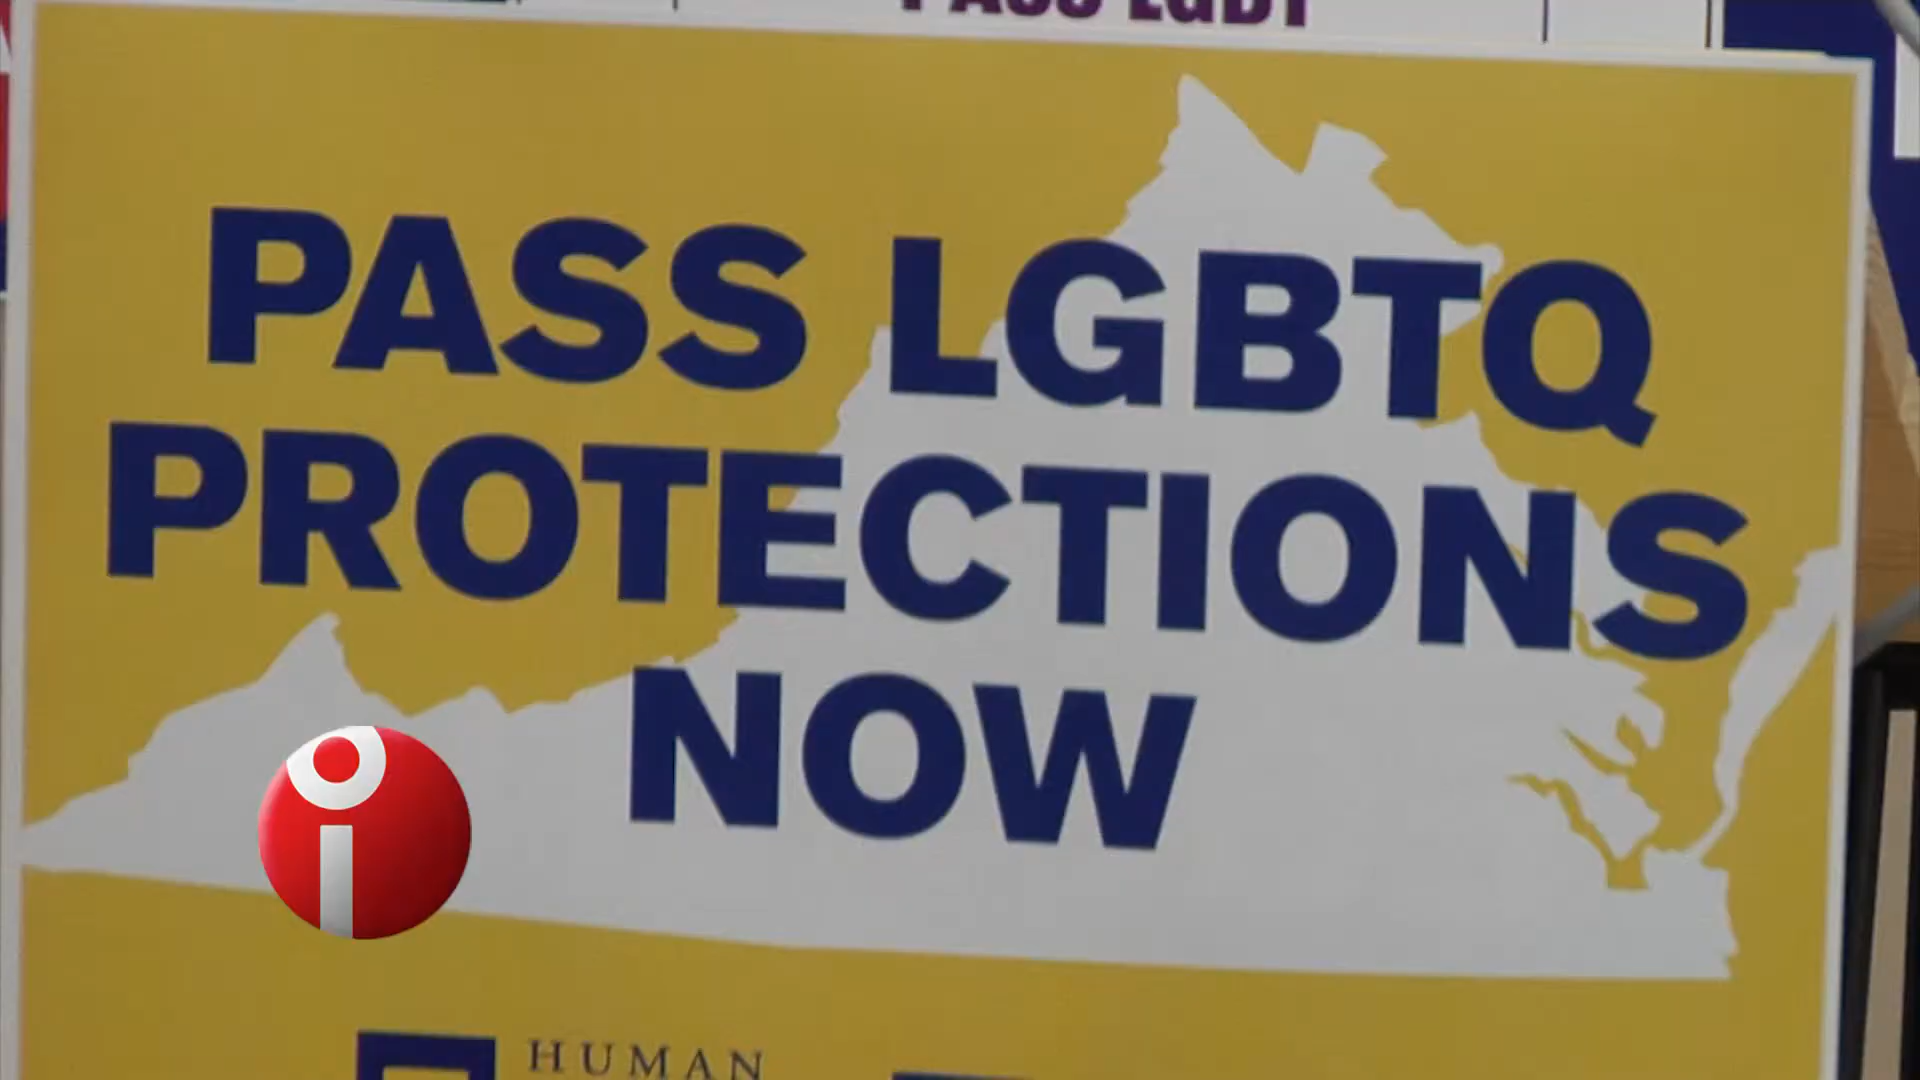 PASS LGBT
PASS LGBTQ
PROTECTIONS
NOW
i
HUMAN